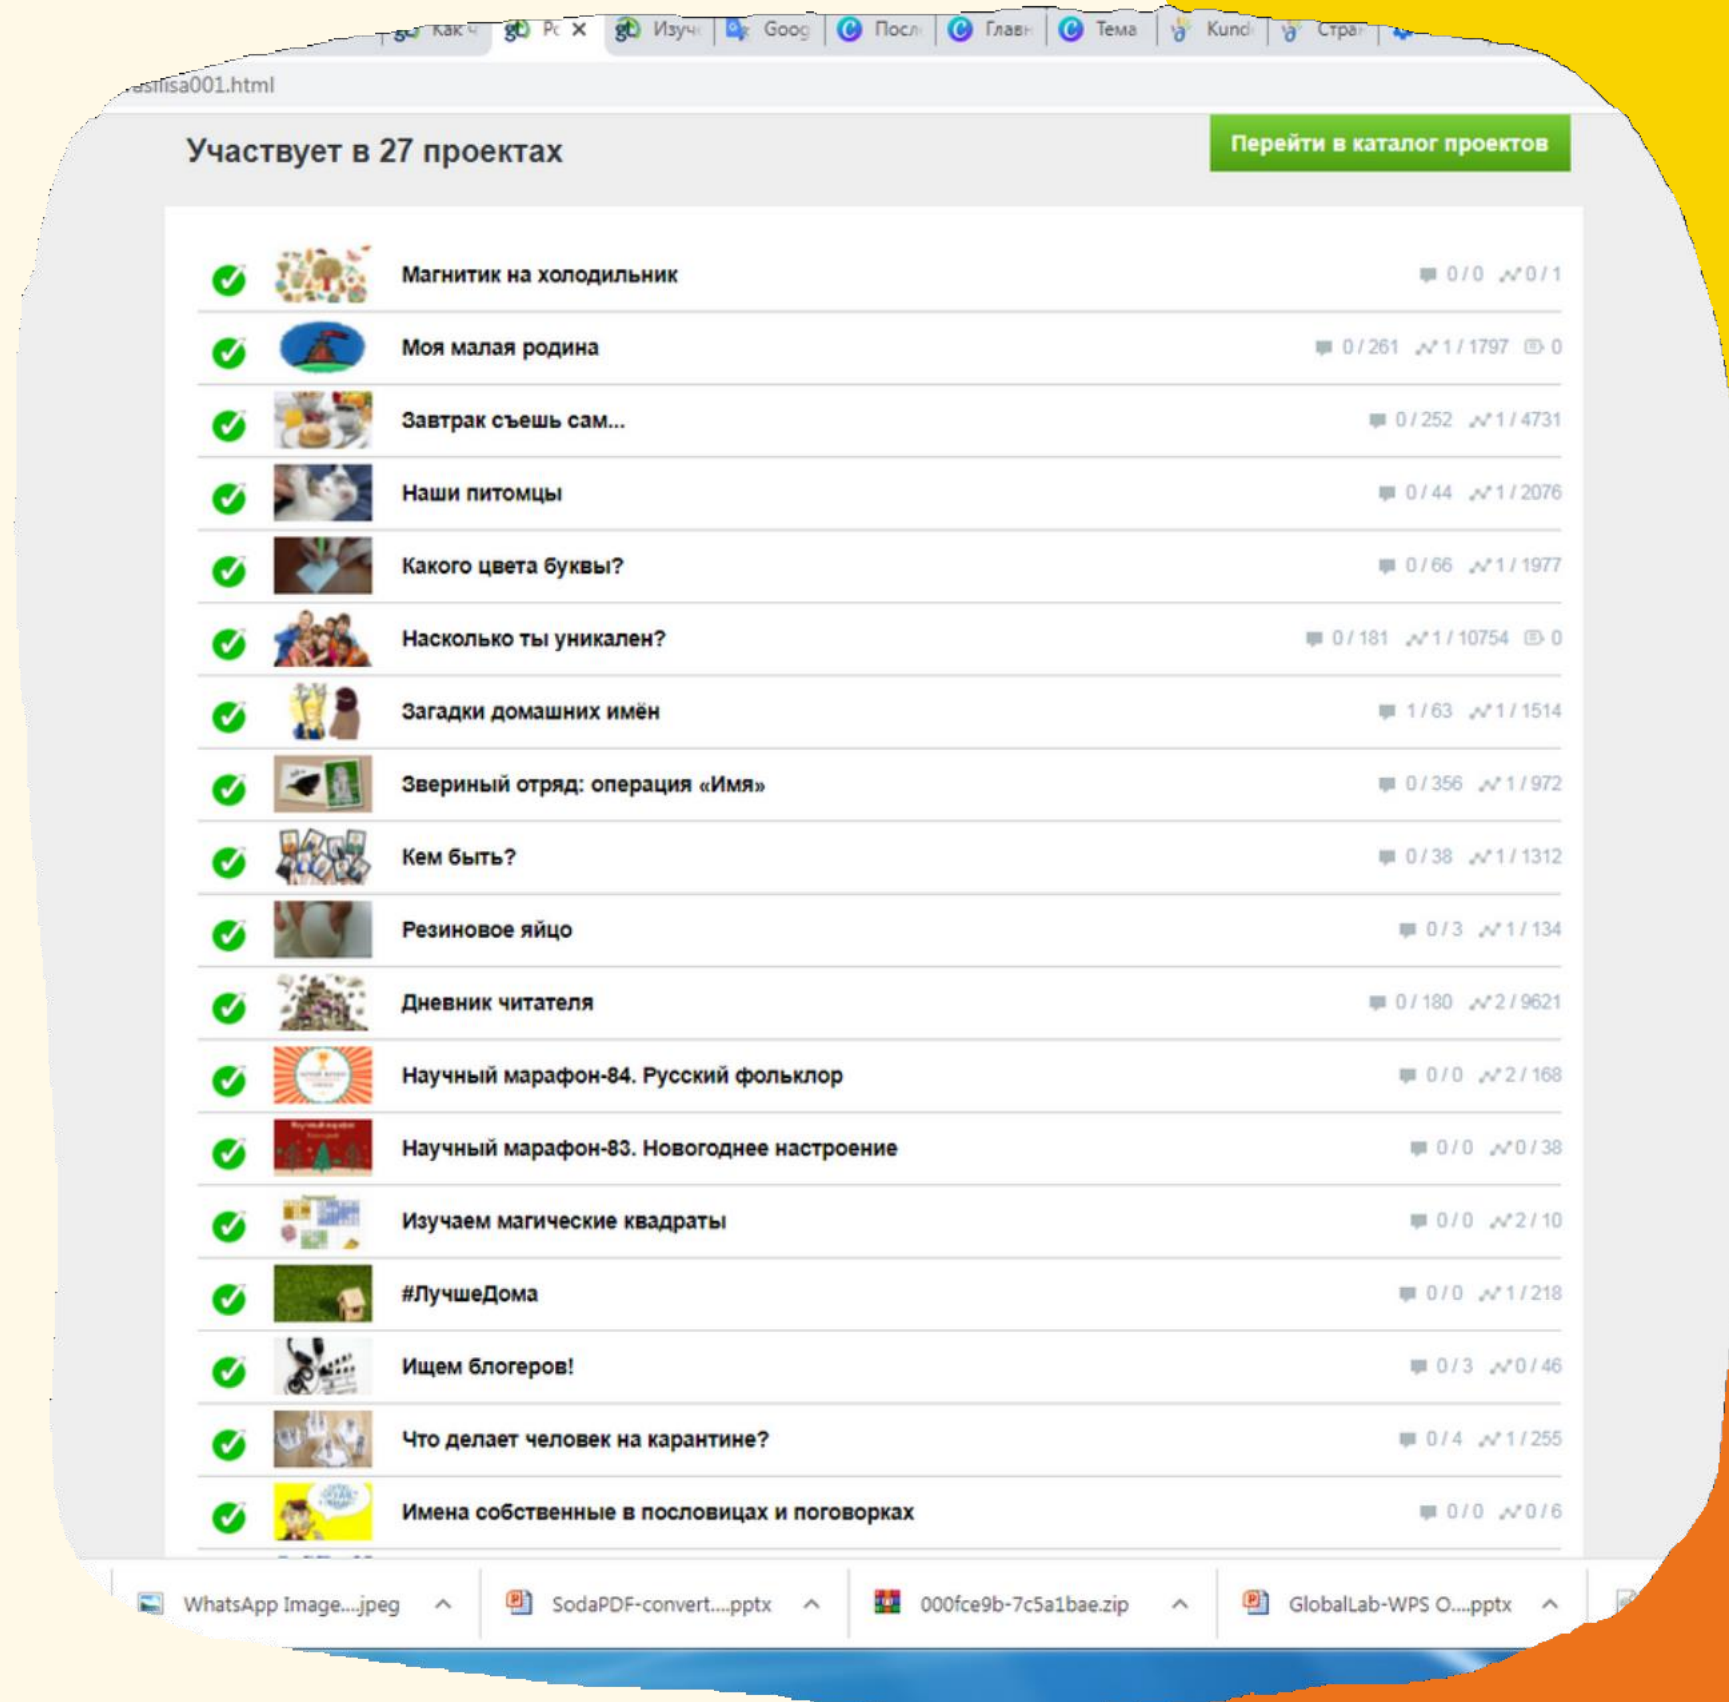 Как ч
gb
Рс
Изуч
Goog
Посл
Глав
Тема
Kund
Стра
sa001.html
Участвует в 27 проектах
Перейти в каталог проектов
Магнитик на холодильник 0 / 0 0 / 1
Моя малая родина 0 / 261 1 / 1797 0
Завтрак съешь сам... 0 / 252 1 / 4731
Наши питомцы 0 / 44 1 / 2076
Какого цвета буквы? 0 / 66 1 / 1977
Насколько ты уникален? 0 / 181 1 / 10754 0
Загадки домашних имён 1 / 63 1 / 1514
Звериный отряд: операция «Имя» 0 / 356 1 / 972
Кем быть? 0 / 38 1 / 1312
Резиновое яйцо 0 / 3 1 / 134
Дневник читателя 0 / 180 2 / 9621
Научный марафон-84. Русский фольклор 0 / 0 2 / 168
Научный марафон-83. Новогоднее настроение 0 / 0 0 / 38
Изучаем магические квадраты 0 / 0 2 / 10
#ЛучшеДома 0 / 0 1 / 218
Ищем блогеров! 0 / 3 0 / 46
Что делает человек на карантине? 0 / 4 1 / 255
Имена собственные в пословицах и поговорках 0 / 0 0 / 6
WhatsApp Image....jpeg
SodaPDF-convert....pptx
000fce9b-7c5a1bae.zip
GlobalLab-WPS O....pptx